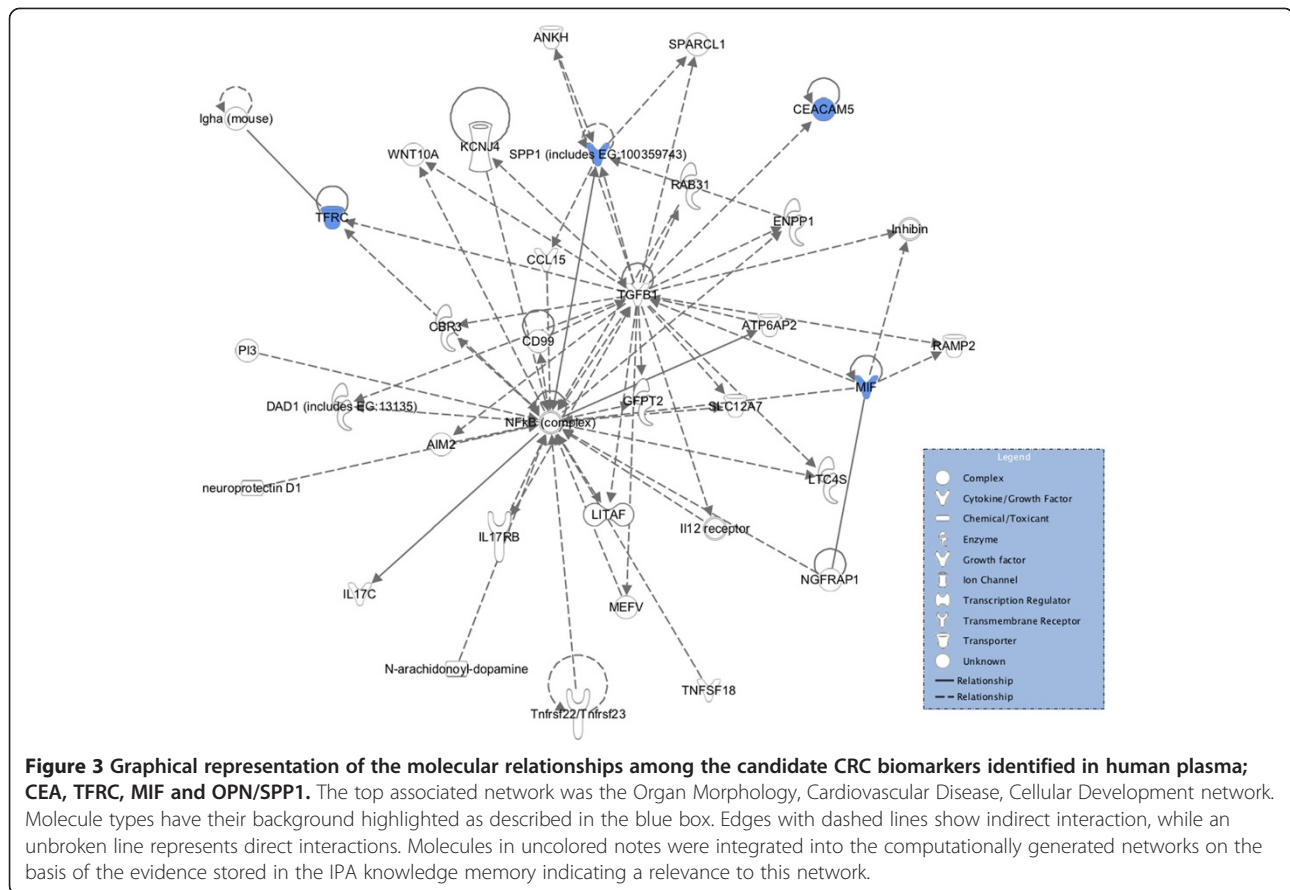 ANKH
SPARCL1
CEACAM5
Igha (mouse)
KCNJ4
WNT10A
SPP1 (includes EG:100359743)
RAB31
TFRC
ENPP1
Inhibin
CCL15
TGFB1
CBR3
ATP6AP2
CD99
RAMP2
PI3
MIF
DAD1 (includes EG:13135)
GFPT2
SLC12A7
NFkB (complex)
AIM2
neuroprotectin D1
LTC4S
LITAF
Il12 receptor
IL17RB
NGFRAP1
IL17C
MEFV
N-arachidonoyl-dopamine
TNFSF18
Tnfrsf22/Tnfrsf23
Legend
Complex
Cytokine/Growth Factor
Chemical/Toxicant
Enzyme
Growth factor
Ion Channel
Transcription Regulator
Transmembrane Receptor
Transporter
Unknown
Relationship
Relationship
Figure 3 Graphical representation of the molecular relationships among the candidate CRC biomarkers identified in human plasma;
CEA, TFRC, MIF and OPN/SPP1. The top associated network was the Organ Morphology, Cardiovascular Disease, Cellular Development network.
Molecule types have their background highlighted as described in the blue box. Edges with dashed lines show indirect interaction, while an
unbroken line represents direct interactions. Molecules in uncolored notes were integrated into the computationally generated networks on the
basis of the evidence stored in the IPA knowledge memory indicating a relevance to this network.